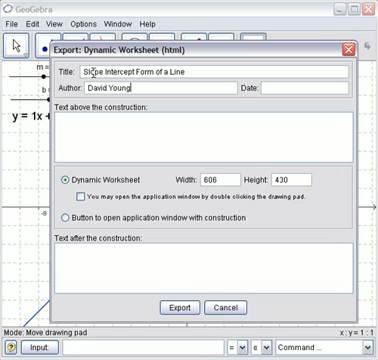 GeoGebra
File Edit View Options Tools Window Help
Export: Dynamic Worksheet (html)
Title: Slope Intercept Form of a Line
Author: David Young Date:
Text above the construction:
m =
b =
y = 1x +
Dynamic Worksheet Width: 606 Height: 430
You may open the application window by double clicking the drawing pad.
Button to open application window with construction
-8
Text after the construction:
Export Cancel
Mode: Move drawing pad x : y = 1 : 1
Input: = Command ...